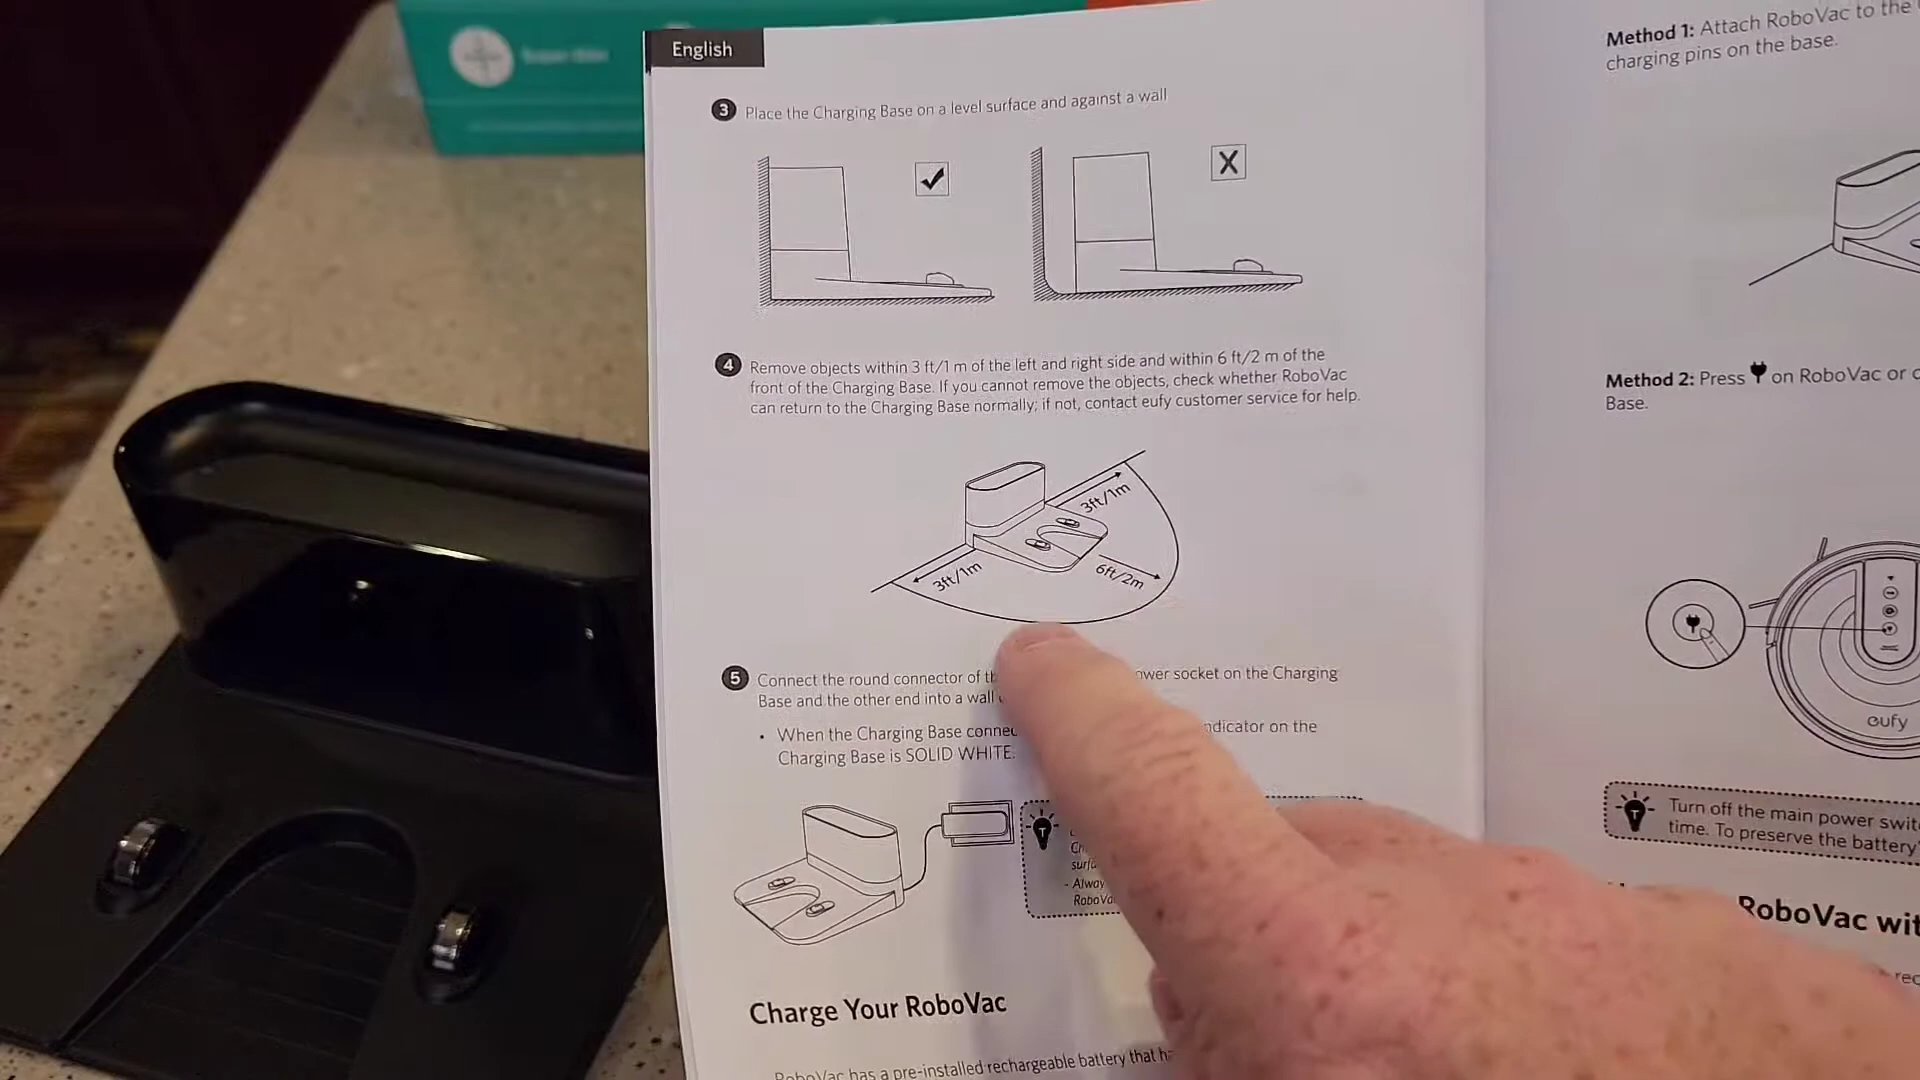 English
3 Place the Charging Base on a level surface and against a wall
4 Remove objects within 3 ft/1 m of the left and right side and within 6 ft/2 m of the
front of the Charging Base. If you cannot remove the objects, check whether RoboVac
can return to the Charging Base normally; if not, contact eufy customer service for help.
3ft/1m
3ft/1m
6ft/2m
5 Connect the round connector of ower socket on the Charging
Base and the other end into a wall
• When the Charging Base connec ndicator on the
Charging Base is SOLID WHITE.
surfa
- Alway
RoboVa
Charge Your RoboVac
RoboVac has a pre-installed rechargeable battery that ha
Method 1: Attach RoboVac to the
charging pins on the base.
Method 2: Press on RoboVac or
Base.
eufy
Turn off the main power switc
time. To preserve the battery'
RoboVac wit